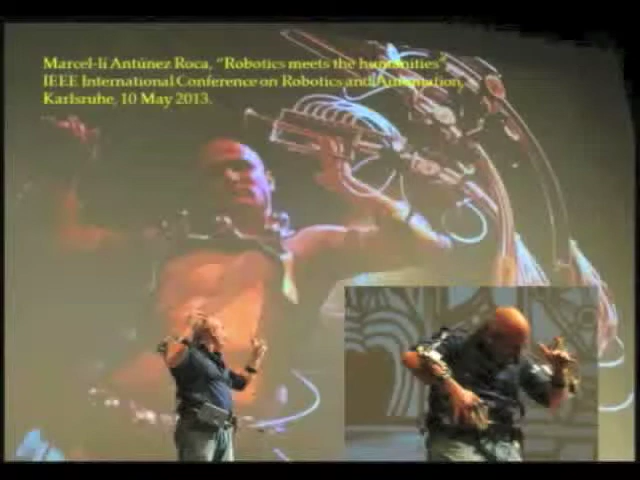 Marcel-lí Antúnez Roca, "Robotics meets the humanities",
IEEE International Conference on Robotics and Automation,
Karlsruhe, 10 May 2013.